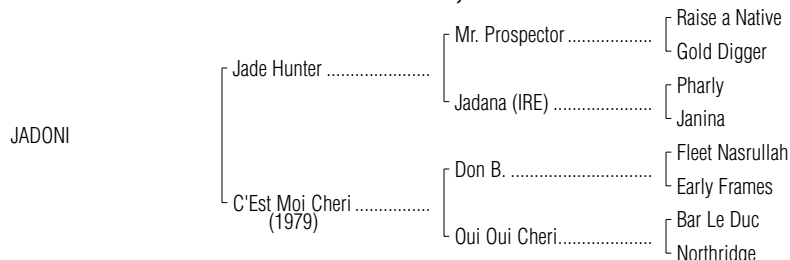 Raise a Native
Mr. Prospector ...................
Gold Digger
Jade Hunter .......................
Pharly
Jadana (IRE) ......................
Janina
JADONI
Fleet Nasrullah
Don B. ...............................
Early Frames
C'Est Moi Cheri .................
(1979)
Bar Le Duc
Oui Oui Cheri.....................
Northridge